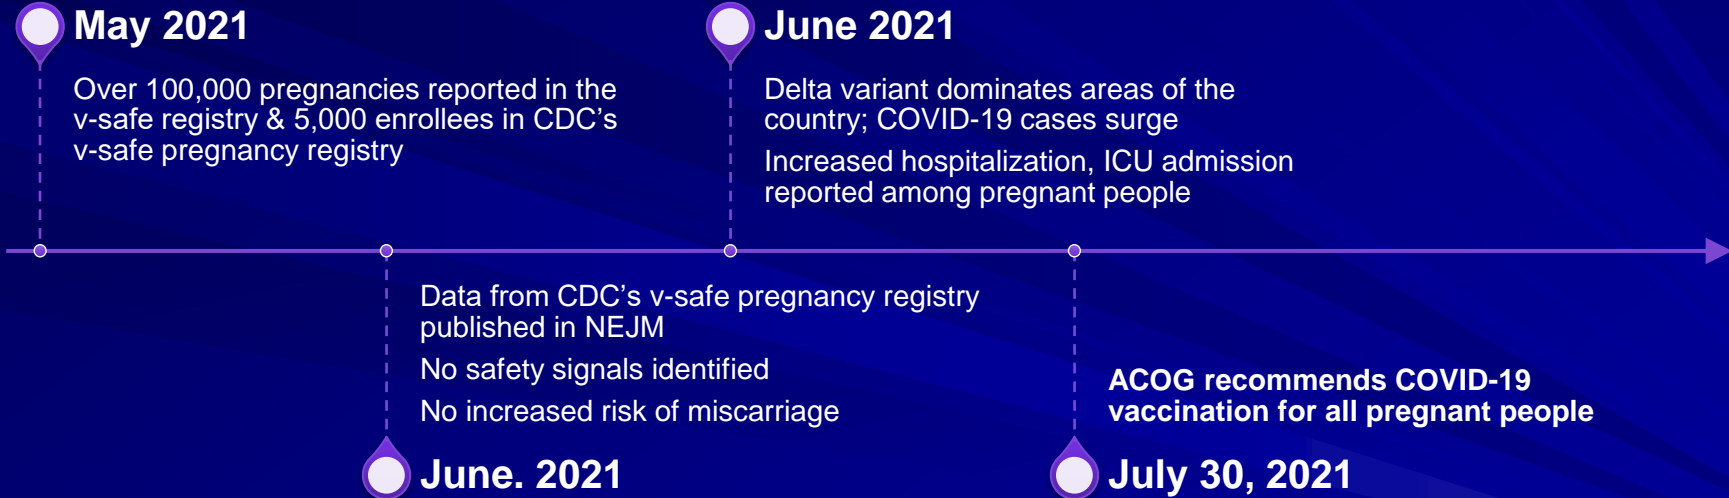 May 2021
Over 100,000 pregnancies reported in the
v-safe registry & 5,000 enrollees in CDC’s
v-safe pregnancy registry
Data from CDC’s v-safe pregnancy registry
published in NEJM
No safety signals identified
No increased risk of miscarriage
June. 2021
June 2021
Delta variant dominates areas of the
country; COVID-19 cases surge
Increased hospitalization, ICU admission
reported among pregnant people
ACOG recommends COVID-19
vaccination for all pregnant people
July 30, 2021